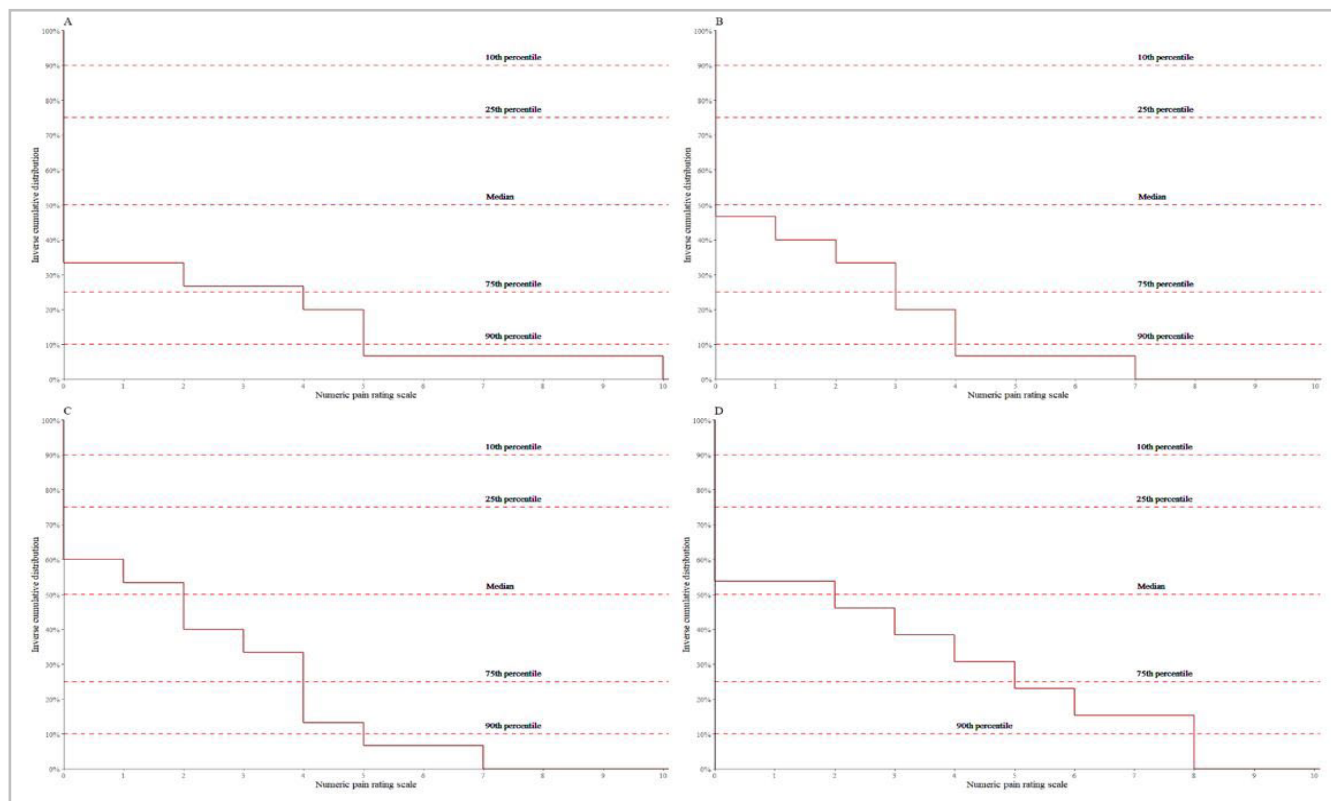 A
100%
10th percentile
90%
80%
25th percentile
70%
60%
Median
50%
40%
30%
75th percentile
20%
90th percentile
10%
0%
0 1 2 3 4 5 6 7 8 9 10
Numeric pain rating scale
Inverse cumulative distribution
B
100%
10th percentile
90%
80%
25th percentile
70%
60%
Median
50%
40%
30%
75th percentile
20%
90th percentile
10%
0%
0 1 2 3 4 5 6 7 8 9 10
Numeric pain rating scale
Inverse cumulative distribution
C
100%
10th percentile
90%
80%
25th percentile
70%
60%
Median
50%
40%
30%
75th percentile
20%
90th percentile
10%
0%
0 1 2 3 4 5 6 7 8 9 10
Numeric pain rating scale
Inverse cumulative distribution
D
100%
10th percentile
90%
80%
25th percentile
70%
60%
Median
50%
40%
30%
75th percentile
20%
90th percentile
10%
0%
0 1 2 3 4 5 6 7 8 9 10
Numeric pain rating scale
Inverse cumulative distribution